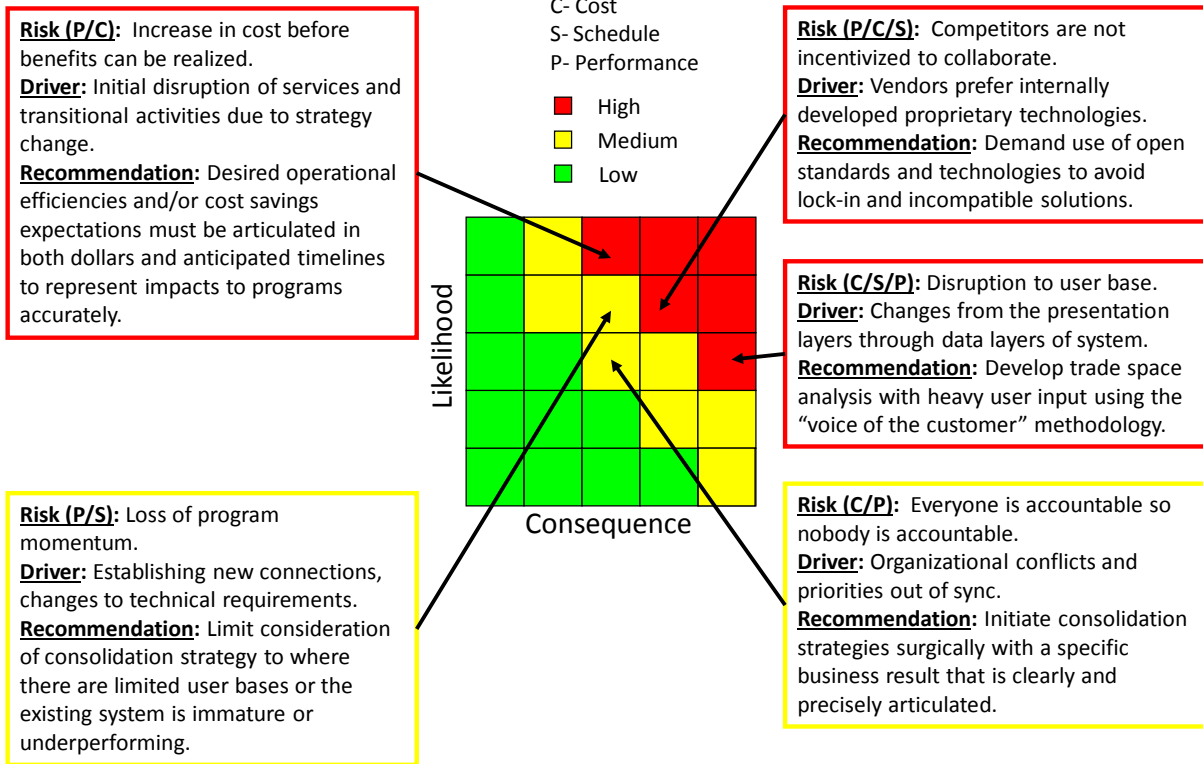 C- Cost
S- Schedule
P- Performance
High
Medium
Low
Risk (P/C): Increase in cost before
benefits can be realized.
Driver: Initial disruption of services and
transitional activities due to strategy
change.
Recommendation: Desired operational
efficiencies and/or cost savings
expectations must be articulated in
both dollars and anticipated timelines
to represent impacts to programs
accurately.
Risk (P/C/S): Competitors are not
incentivized to collaborate.
Driver: Vendors prefer internally
developed proprietary technologies.
Recommendation: Demand use of open
standards and technologies to avoid
lock-in and incompatible solutions.
Risk (C/S/P): Disruption to user base.
Driver: Changes from the presentation
layers through data layers of system.
Recommendation: Develop trade space
analysis with heavy user input using the
“voice of the customer” methodology.
Likelihood
Consequence
Risk (P/S): Loss of program
momentum.
Driver: Establishing new connections,
changes to technical requirements.
Recommendation: Limit consideration
of consolidation strategy to where
there are limited user bases or the
existing system is immature or
underperforming.
Risk (C/P): Everyone is accountable so
nobody is accountable.
Driver: Organizational conflicts and
priorities out of sync.
Recommendation: Initiate consolidation
strategies surgically with a specific
business result that is clearly and
precisely articulated.